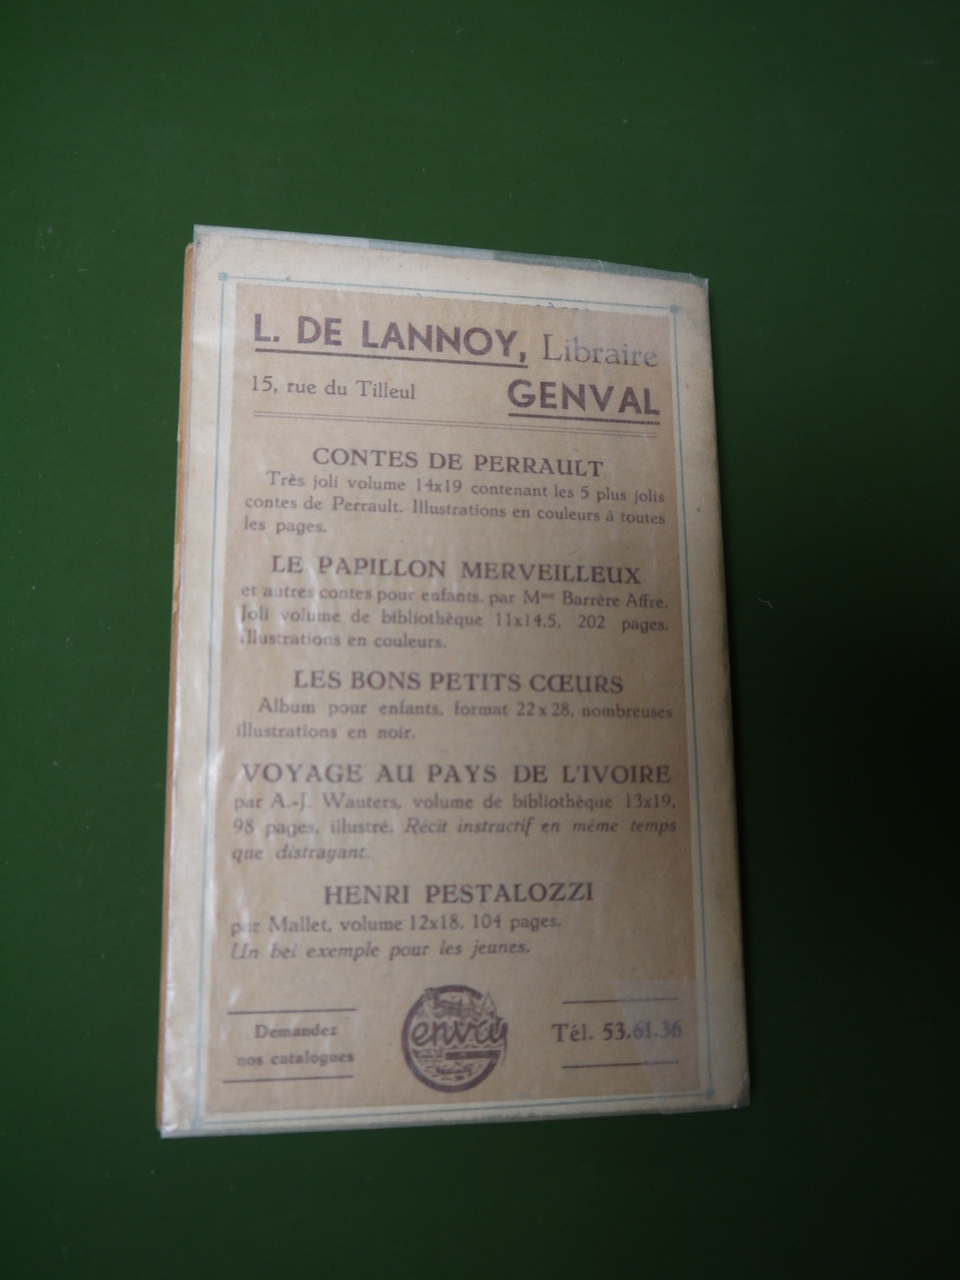 L. DE LANNOY, Libraire
15, rue du Tilleul GENVAL
CONTES DE PERRAULT
Très joli volume 14x19 contenant les 5 plus jolis
contes de Perrault. Illustrations en couleurs à toutes
les pages.
LE PAPILLON MERVEILLEUX
et autres contes pour enfants, par Mme Barrère Affre.
Joli volume de bibliothèque 11x14,5, 202 pages.
Illustrations en couleurs.
LES BONS PETITS CŒURS
Album pour enfants, format 22x28, nombreuses
illustrations en noir.
VOYAGE AU PAYS DE L'IVOIRE
par A.-J. Wauters, volume de bibliothèque 13x19,
98 pages, illustré. Récit instructif en même temps
que distrayant.
HENRI PESTALOZZI
par Mallet, volume 12x18, 104 pages.
Un bel exemple pour les jeunes.
Demandez
nos catalogues
Tél. 53.61.36